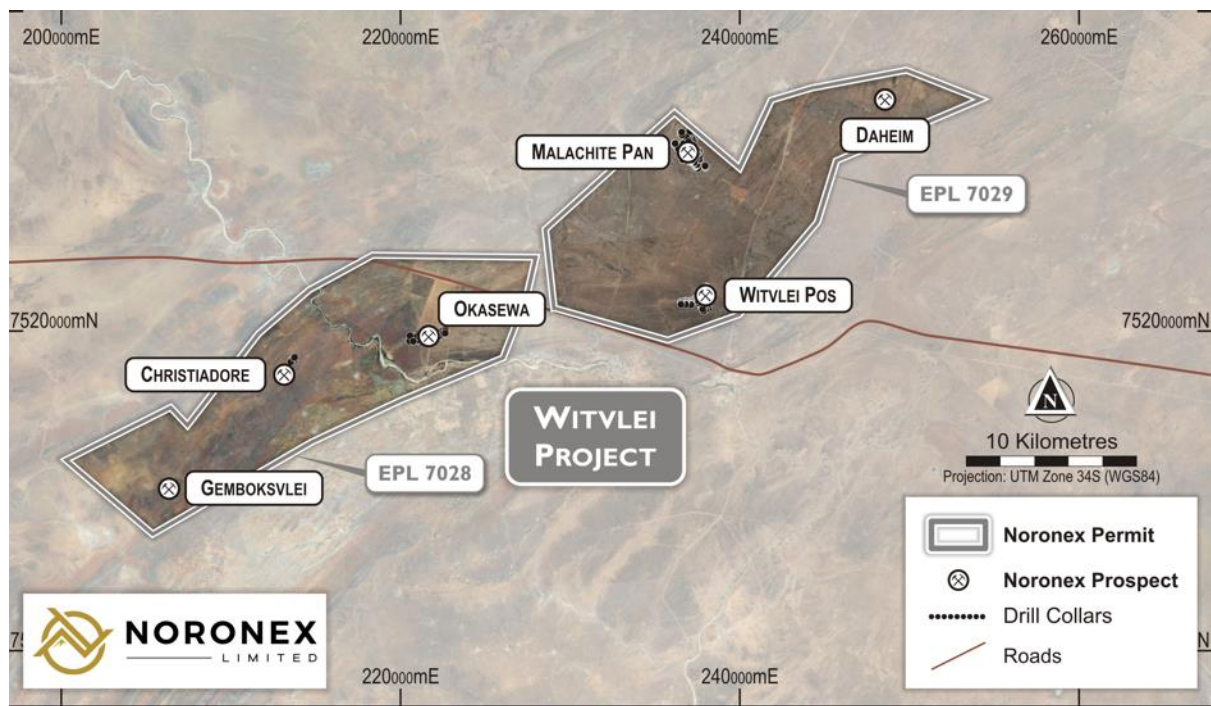 200000mE
220000mE
240000mE
260000mE
DAHEIM
MALACHITE PAN
EPL 7029
WITVLEI POS
OKASEWA
7520000mN
7520000mN
CHRISTIADORE
WITVLEI
PROJECT
N
10 Kilometres
Projection: UTM Zone 34S (WGS84)
EPL 7028
GEMBOKSVLEI
Noronex Permit
Noronex Prospect
Drill Collars
Roads
NORONEX
LIMITED
220000mE
240000mE